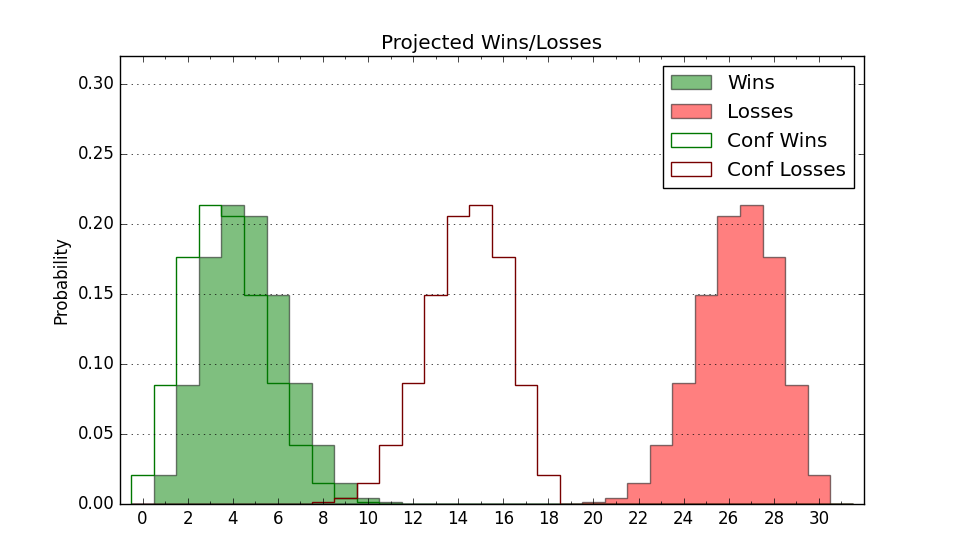 Projected Wins/Losses
Probability
0.30
0.25
0.20
0.15
0.10
0.05
0.00
Wins
Losses
Conf Wins
Conf Losses
0 2 4 6 8 10 12 14 16 18 20 22 24 26 28 30